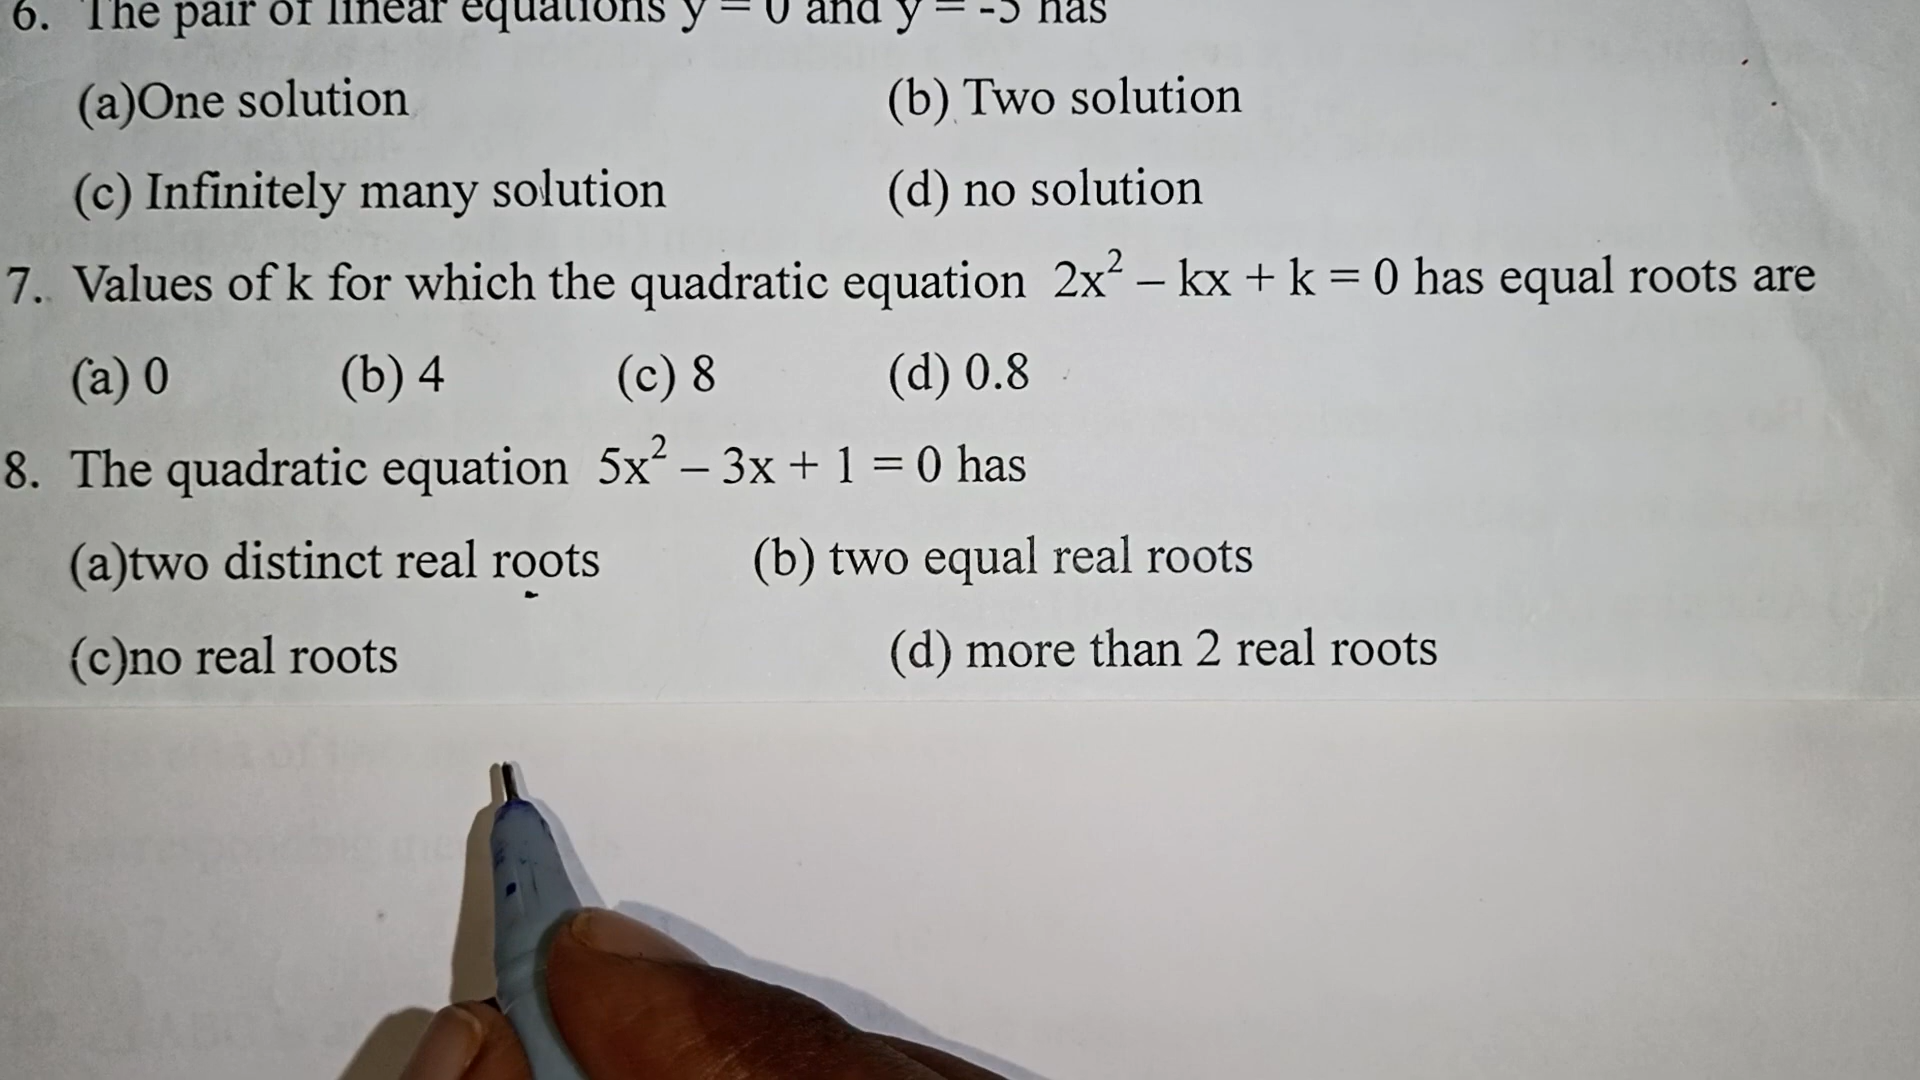 6. The pair of linear equations y = 0 and y = -5 has
(a)One solution (b) Two solution
(c) Infinitely many solution (d) no solution
7. Values of k for which the quadratic equation 2x² – kx + k = 0 has equal roots are
(a) 0 (b) 4 (c) 8 (d) 0.8
8. The quadratic equation 5x² – 3x + 1 = 0 has
(a)two distinct real roots (b) two equal real roots
(c)no real roots (d) more than 2 real roots